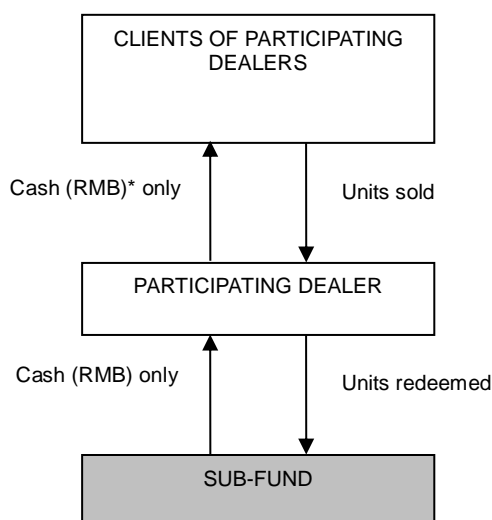 CLIENTS OF PARTICIPATING
DEALERS
Cash (RMB)* only
Units sold
PARTICIPATING DEALER
Cash (RMB) only
Units redeemed
SUB-FUND